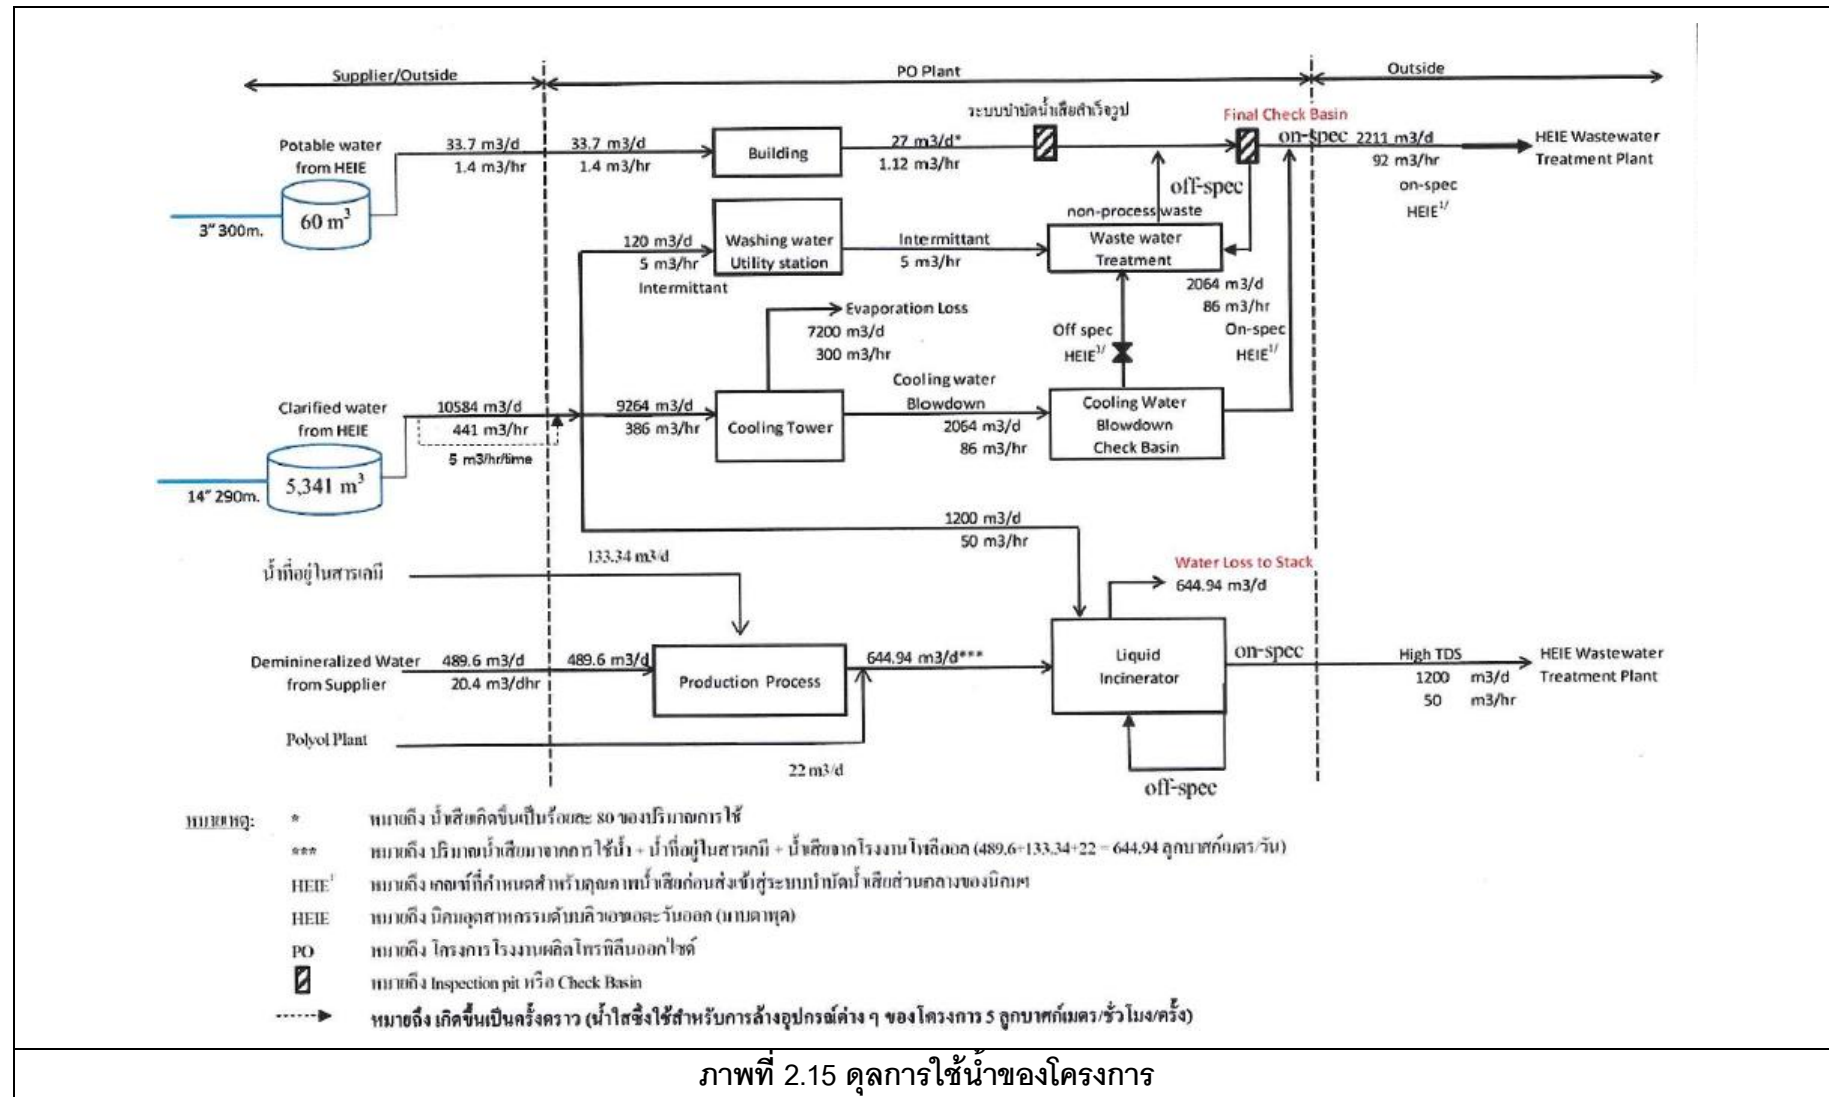 Supplier/Outside
PO Plant
Outside
ระบบบำบัดน้ำเสียสำเร็จรูป
Final Check Basin
Potable water
from HEIE
33.7 m3/d
1.4 m3/hr
33.7 m3/d
1.4 m3/hr
Building
27 m3/d*
1.12 m3/hr
on-spec
2211 m3/d
92 m3/hr
on-spec
HEIE1/
HEIE Wastewater
Treatment Plant
60 m3
3" 300m.
off-spec
non-process waste
120 m3/d
5 m3/hr
Intermittant
Washing water
Utility station
Intermittant
5 m3/hr
Waste water
Treatment
2064 m3/d
86 m3/hr
On-spec
HEIE1/
Evaporation Loss
7200 m3/d
300 m3/hr
Off spec
HEIE1/
Clarified water
from HEIE
10584 m3/d
441 m3/hr
5 m3/hr/time
9264 m3/d
386 m3/hr
Cooling Tower
Cooling water
Blowdown
2064 m3/d
86 m3/hr
Cooling Water
Blowdown
Check Basin
5,341 m3
14" 290m.
1200 m3/d
50 m3/hr
น้ำที่อยู่ในสารเคมี
133.34 m3/d
Water Loss to Stack
644.94 m3/d
Deminineralized Water
from Supplier
489.6 m3/d
20.4 m3/dhr
489.6 m3/d
Production Process
644.94 m3/d***
Liquid
Incinerator
on-spec
High TDS
1200 m3/d
50 m3/hr
HEIE Wastewater
Treatment Plant
Polyol Plant
22 m3/d
off-spec
หมายเหตุ:
* หมายถึง น้ำเสียเกิดขึ้นเป็นร้อยละ 80 ของปริมาณการใช้
*** หมายถึง ปริมาณน้ำเสียมาจากการใช้น้ำ + น้ำที่อยู่ในสารเคมี + น้ำเสียจากโรงงานโพลีออล (489.6+133.34+22 = 644.94 ลูกบาศก์เมตร/วัน)
HEIE1 หมายถึง เกณฑ์ที่กำหนดสำหรับคุณภาพน้ำเสียก่อนส่งเข้าสู่ระบบบำบัดน้ำเสียส่วนกลางของนิคมฯ
HEIE หมายถึง นิคมอุตสาหกรรมดับบลิวเอชเอตะวันออก (มาบตาพุด)
PO หมายถึง โครงการโรงงานผลิตโพรพิลีนออกไซด์
หมายถึง Inspection pit หรือ Check Basin
หมายถึง เกิดขึ้นเป็นครั้งคราว (น้ำใสซึ่งใช้สำหรับการล้างอุปกรณ์ต่าง ๆ ของโครงการ 5 ลูกบาศก์เมตร/ชั่วโมง/ครั้ง)
ภาพที่ 2.15 ดุลการใช้น้ำของโครงการ